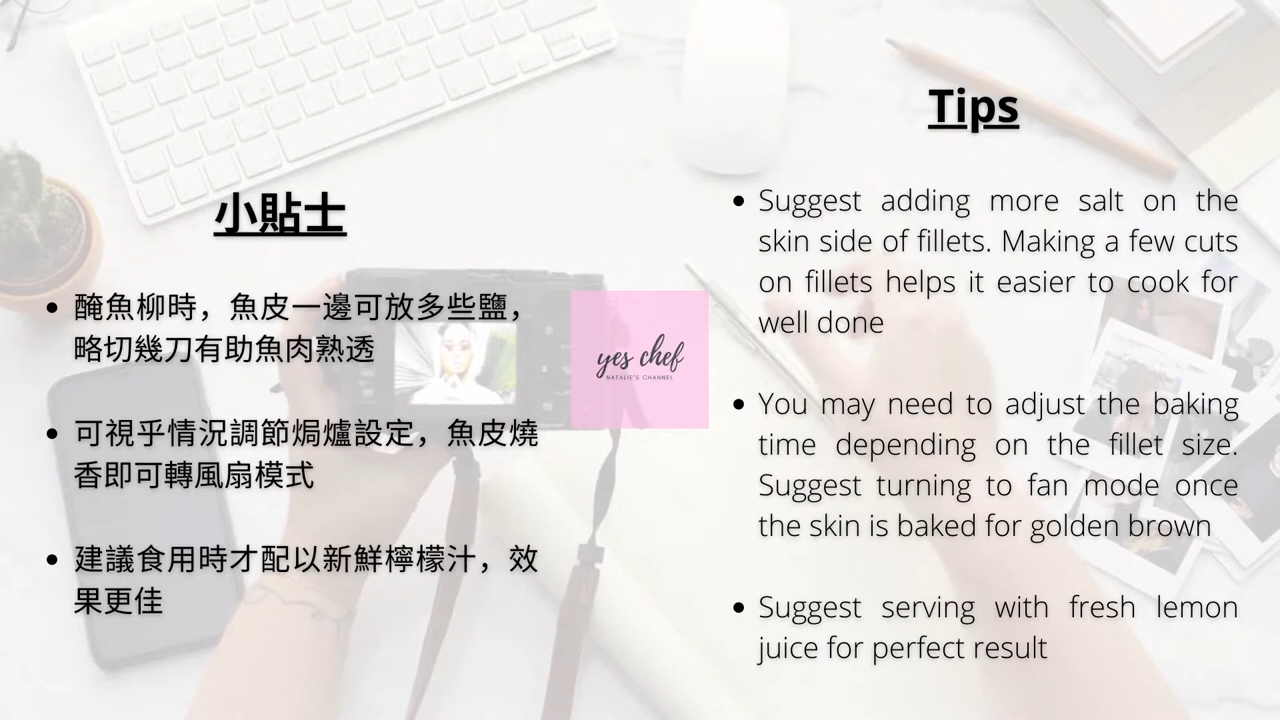 小貼士
• 醃魚柳時，魚皮一邊可放多些鹽，
略切幾刀有助魚肉熟透
• 可視乎情況調節焗爐設定，魚皮燒
香即可轉風扇模式
• 建議食用時才配以新鮮檸檬汁，效
果更佳
yes chef
NATALIE'S CHANNEL
Tips
• Suggest adding more salt on the
skin side of fillets. Making a few cuts
on fillets helps it easier to cook for
well done
• You may need to adjust the baking
time depending on the fillet size.
Suggest turning to fan mode once
the skin is baked for golden brown
• Suggest serving with fresh lemon
juice for perfect result